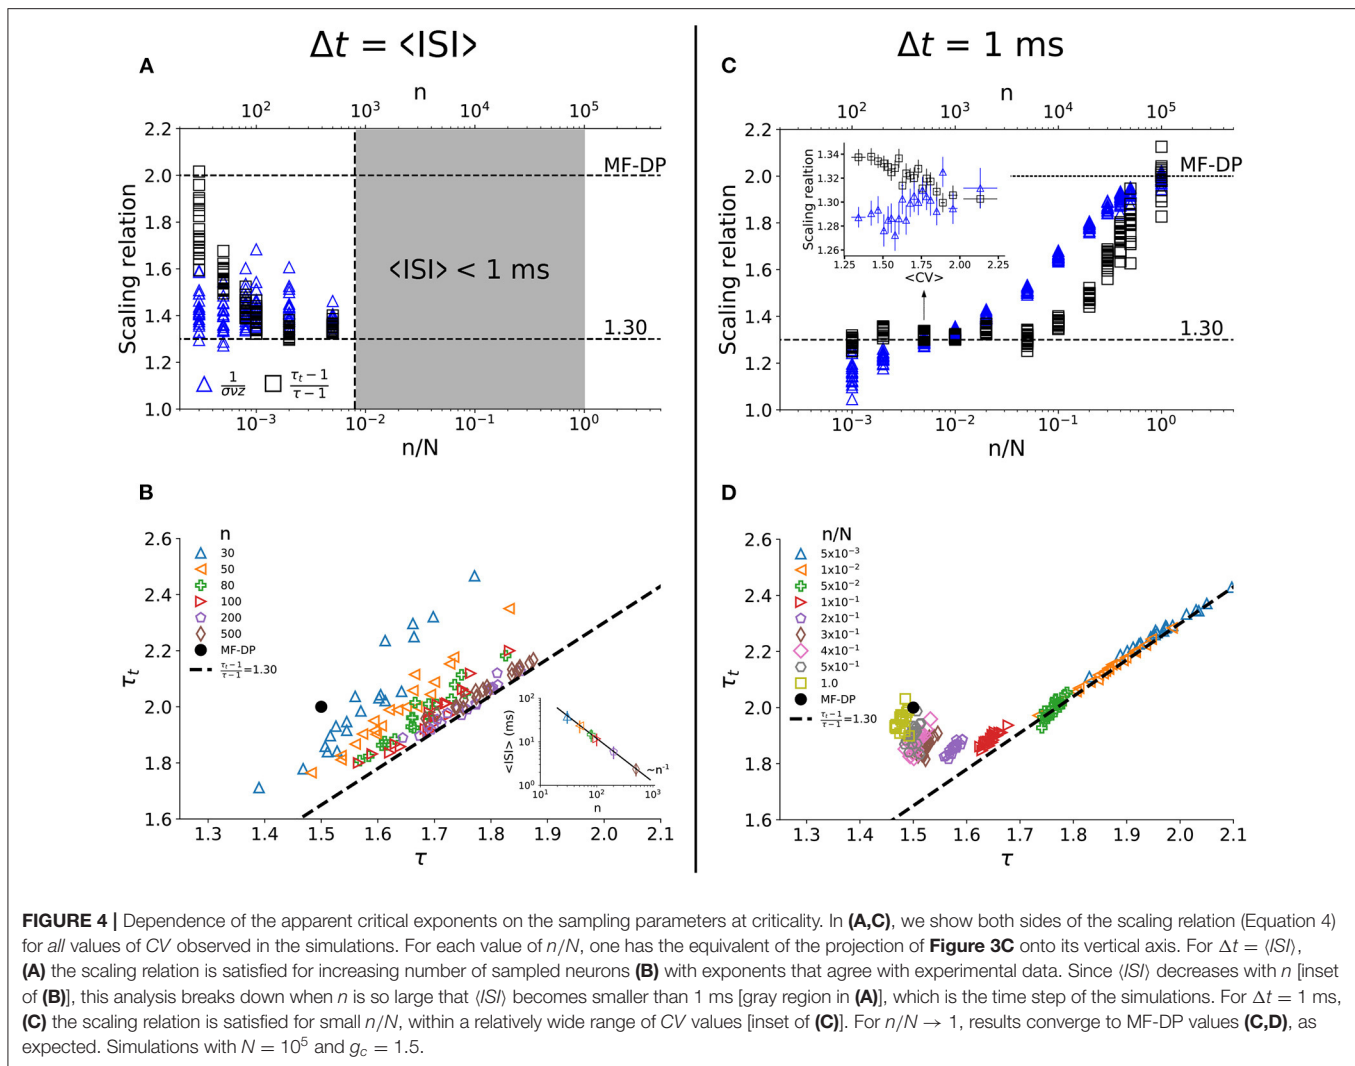 Δt = <ISI>
A
n
10² 10³ 10⁴ 10⁵
2.2
2.0
1.8
1.6
1.4
1.2
1.0
Scaling relation
MF-DP
<ISI> < 1 ms
1.30
1/σνz
τt − 1/τ − 1
10⁻³ 10⁻² 10⁻¹ 10⁰
n/N
Δt = 1 ms
C
n
10² 10³ 10⁴ 10⁵
2.2
2.0
1.8
1.6
1.4
1.2
1.0
Scaling relation
MF-DP
1.30
1.34
1.32
1.30
1.28
1.26
Scaling realtion
1.25 1.50 1.75 2.00 2.25
<CV>
10⁻³ 10⁻² 10⁻¹ 10⁰
n/N
B
2.6
2.4
2.2
2.0
1.8
1.6
τt
n
30
50
80
100
200
500
MF-DP
τt−1/τ−1=1.30
10²
10¹
10⁰
<ISI> (ms)
~n⁻¹
10¹ 10² 10³
n
1.3 1.4 1.5 1.6 1.7 1.8 1.9 2.0 2.1
τ
D
2.6
2.4
2.2
2.0
1.8
1.6
τt
n/N
5x10⁻³
1x10⁻²
5x10⁻²
1x10⁻¹
2x10⁻¹
3x10⁻¹
4x10⁻¹
5x10⁻¹
1.0
MF-DP
τt−1/τ−1=1.30
1.3 1.4 1.5 1.6 1.7 1.8 1.9 2.0 2.1
τ
FIGURE 4 | Dependence of the apparent critical exponents on the sampling parameters at criticality. In (A,C), we show both sides of the scaling relation (Equation 4)
for all values of CV observed in the simulations. For each value of n/N, one has the equivalent of the projection of Figure 3C onto its vertical axis. For Δt = ⟨ISI⟩,
(A) the scaling relation is satisfied for increasing number of sampled neurons (B) with exponents that agree with experimental data. Since ⟨ISI⟩ decreases with n [inset
of (B)], this analysis breaks down when n is so large that ⟨ISI⟩ becomes smaller than 1 ms [gray region in (A)], which is the time step of the simulations. For Δt = 1 ms,
(C) the scaling relation is satisfied for small n/N, within a relatively wide range of CV values [inset of (C)]. For n/N → 1, results converge to MF-DP values (C,D), as
expected. Simulations with N = 10⁵ and gc = 1.5.